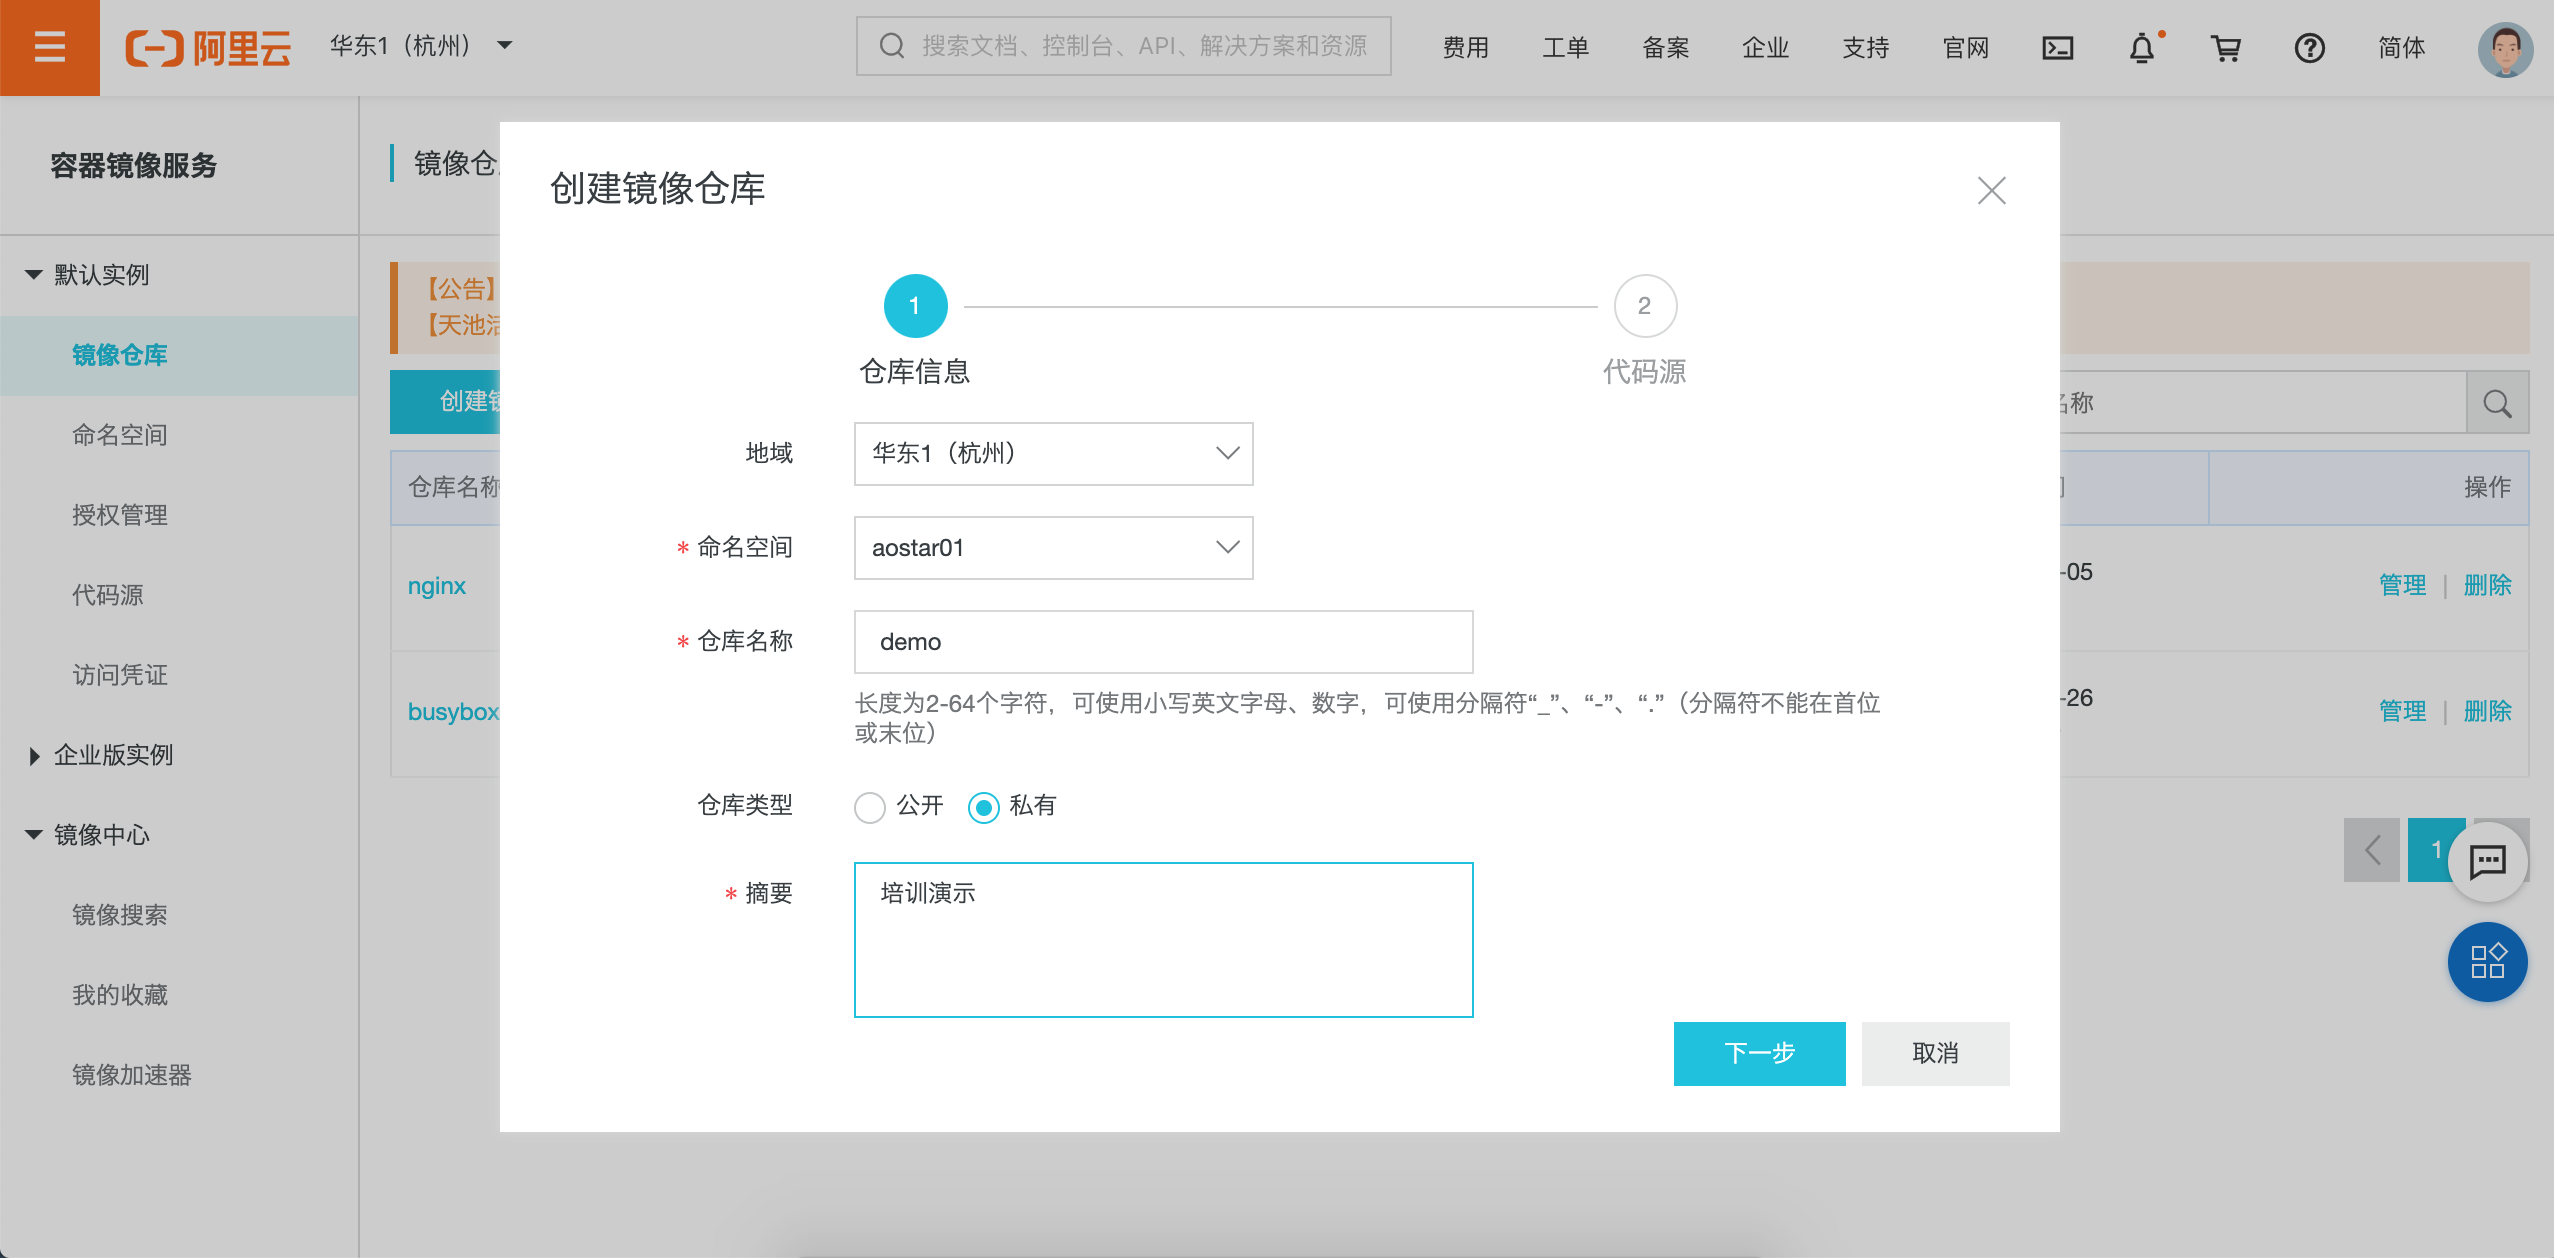 阿里云 华东1（杭州） 搜索文档、控制台、API、解决方案和资源 费用 工单 备案 企业 支持 官网 简体
容器镜像服务
默认实例
镜像仓库
命名空间
授权管理
代码源
访问凭证
企业版实例
镜像中心
镜像搜索
我的收藏
镜像加速器
镜像仓
【公告】
【天池
创建
仓库名称
nginx
busybox
创建镜像仓库
1 2
仓库信息 代码源
地域 华东1（杭州）
* 命名空间 aostar01
* 仓库名称 demo
长度为2-64个字符，可使用小写英文字母、数字，可使用分隔符“_”、“-”、“.”（分隔符不能在首位
或末位）
仓库类型 公开 私有
* 摘要 培训演示
下一步 取消
称
操作
-05 管理 | 删除
-26 管理 | 删除
1